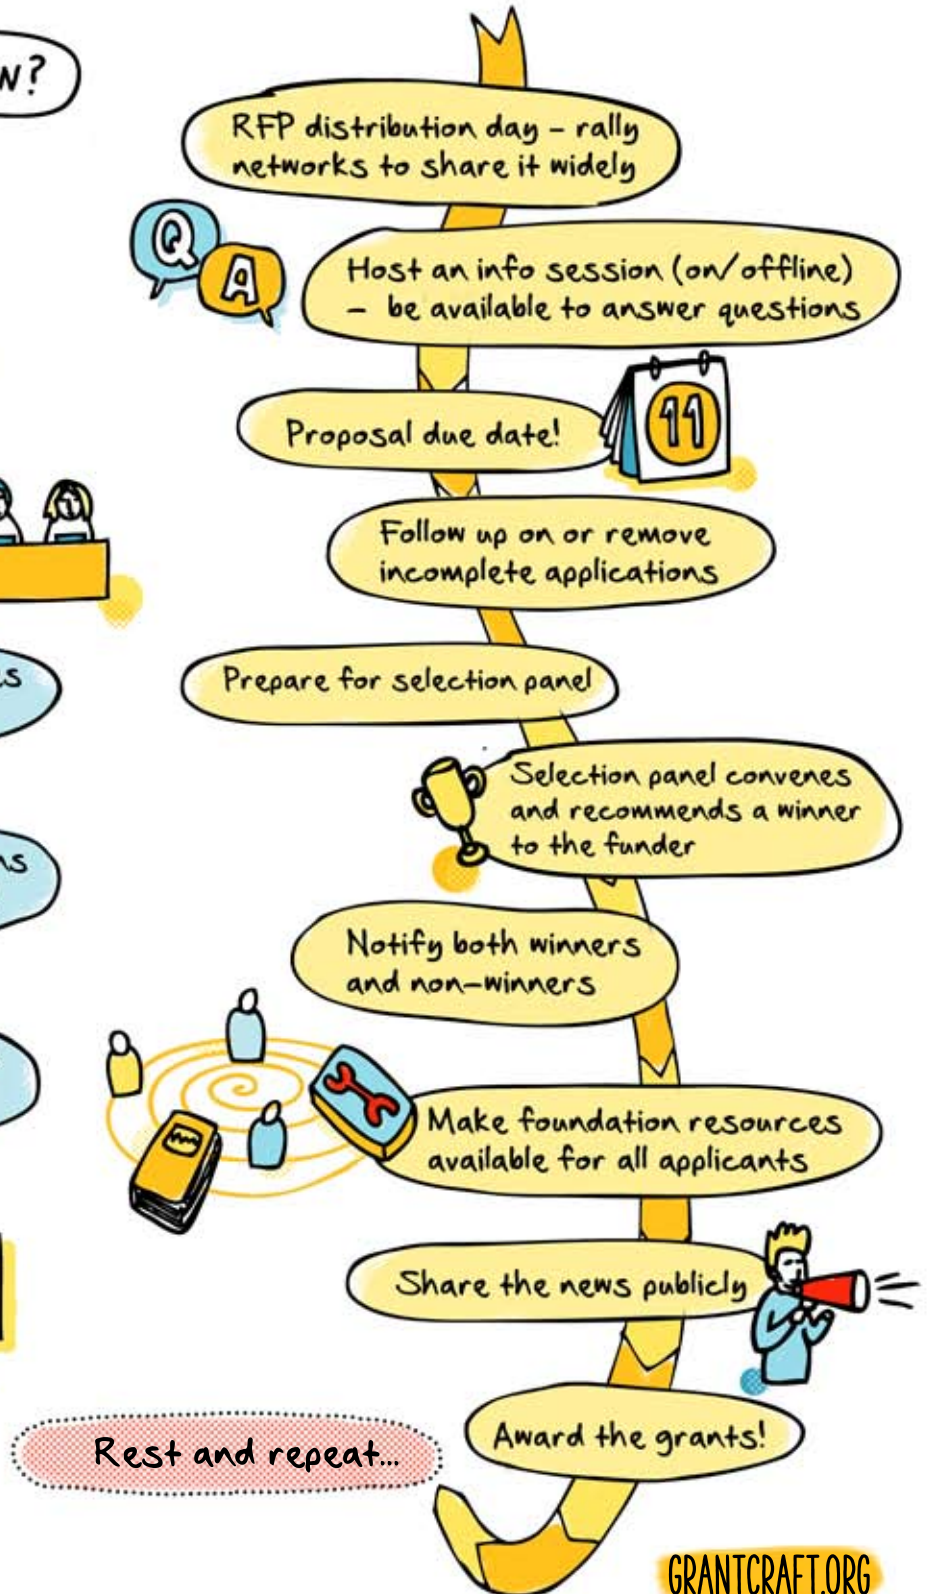 N?
RFP distribution day – rally
networks to share it widely
Q
A
Host an info session (on/offline)
– be available to answer questions
Proposal due date!
11
Follow up on or remove
incomplete applications
s
Prepare for selection panel
Selection panel convenes
and recommends a winner
to the funder
ns
Notify both winners
and non-winners
Make foundation resources
available for all applicants
Share the news publicly
Award the grants!
Rest and repeat...
GRANTCRAFT.ORG